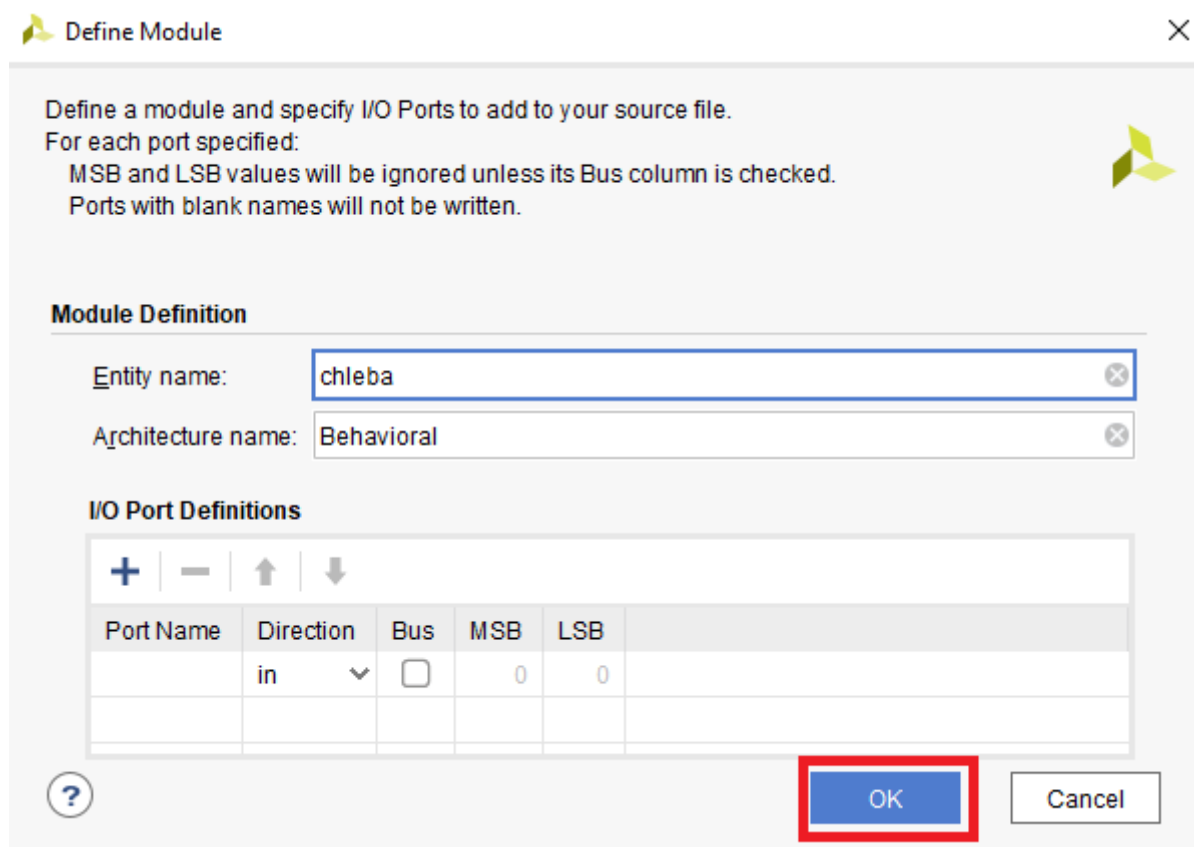 Define Module
Define a module and specify I/O Ports to add to your source file.
For each port specified:
MSB and LSB values will be ignored unless its Bus column is checked.
Ports with blank names will not be written.
Module Definition
Entity name: chleba
Architecture name: Behavioral
I/O Port Definitions
Port Name Direction Bus MSB LSB
in 0 0
? OK Cancel